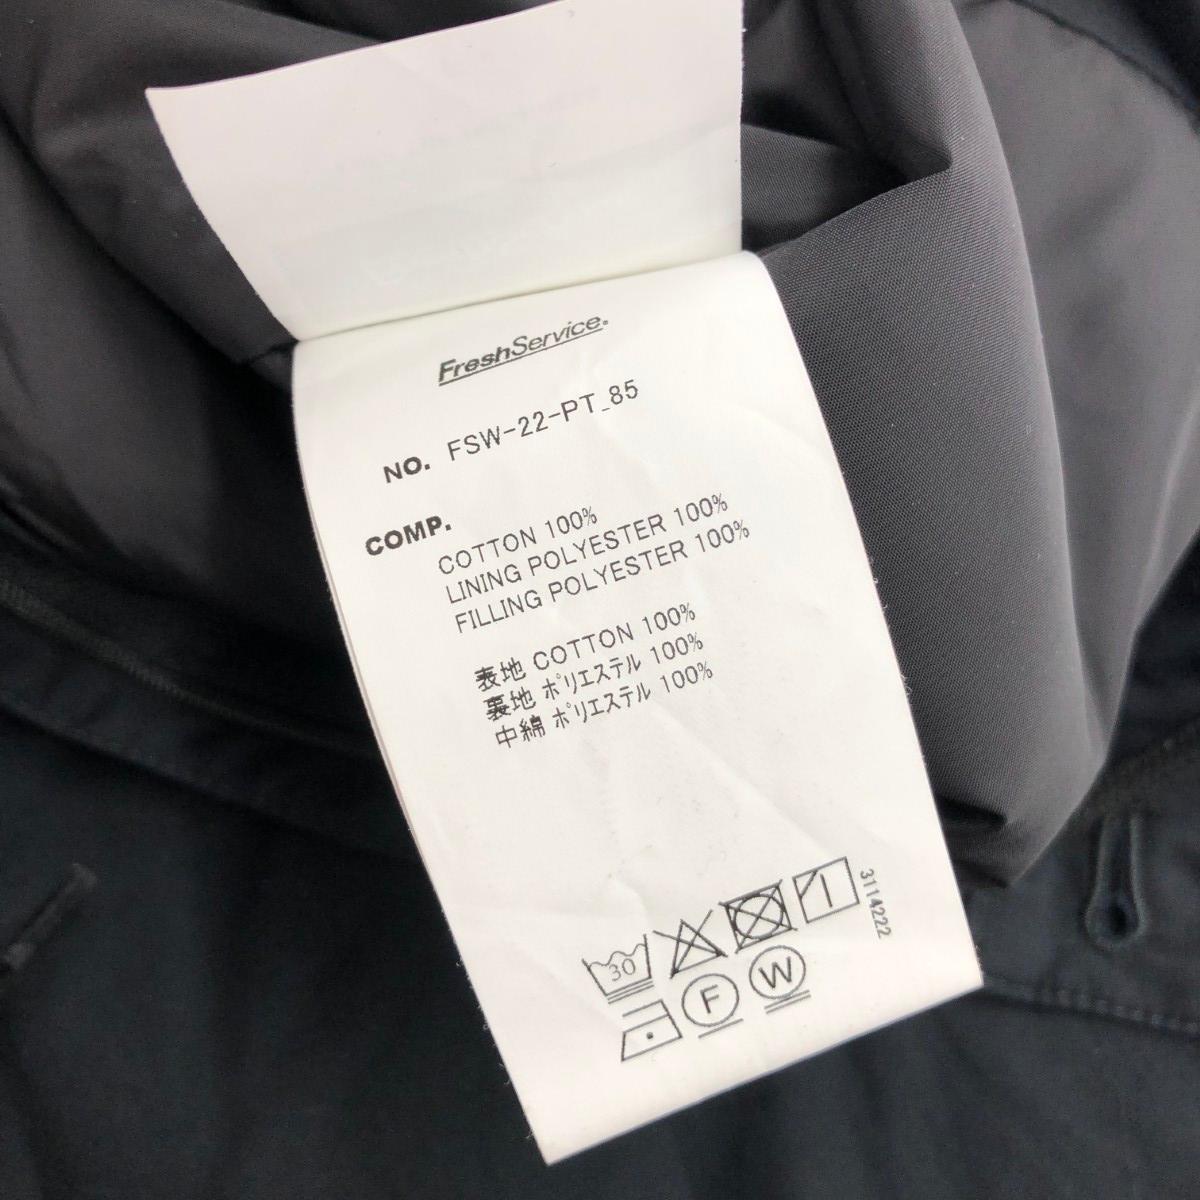 FreshService®
NO. FSW-22-PT_85
COMP.
COTTON 100%
LINING POLYESTER 100%
FILLING POLYESTER 100%
表地 COTTON 100%
裏地 ポリエステル 100%
中綿 ポリエステル 100%
3114222
30
F W